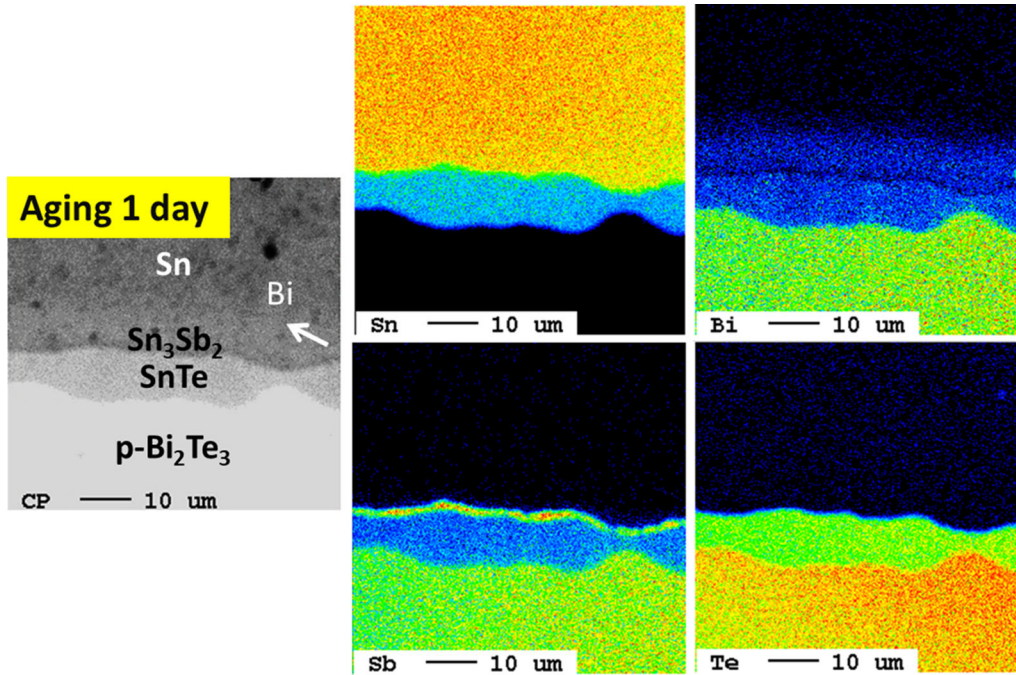 Aging 1 day
Sn
Bi
Sn₃Sb₂
SnTe
p-Bi₂Te₃
CP 10 um
Sn 10 um
Bi 10 um
Sb 10 um
Te 10 um